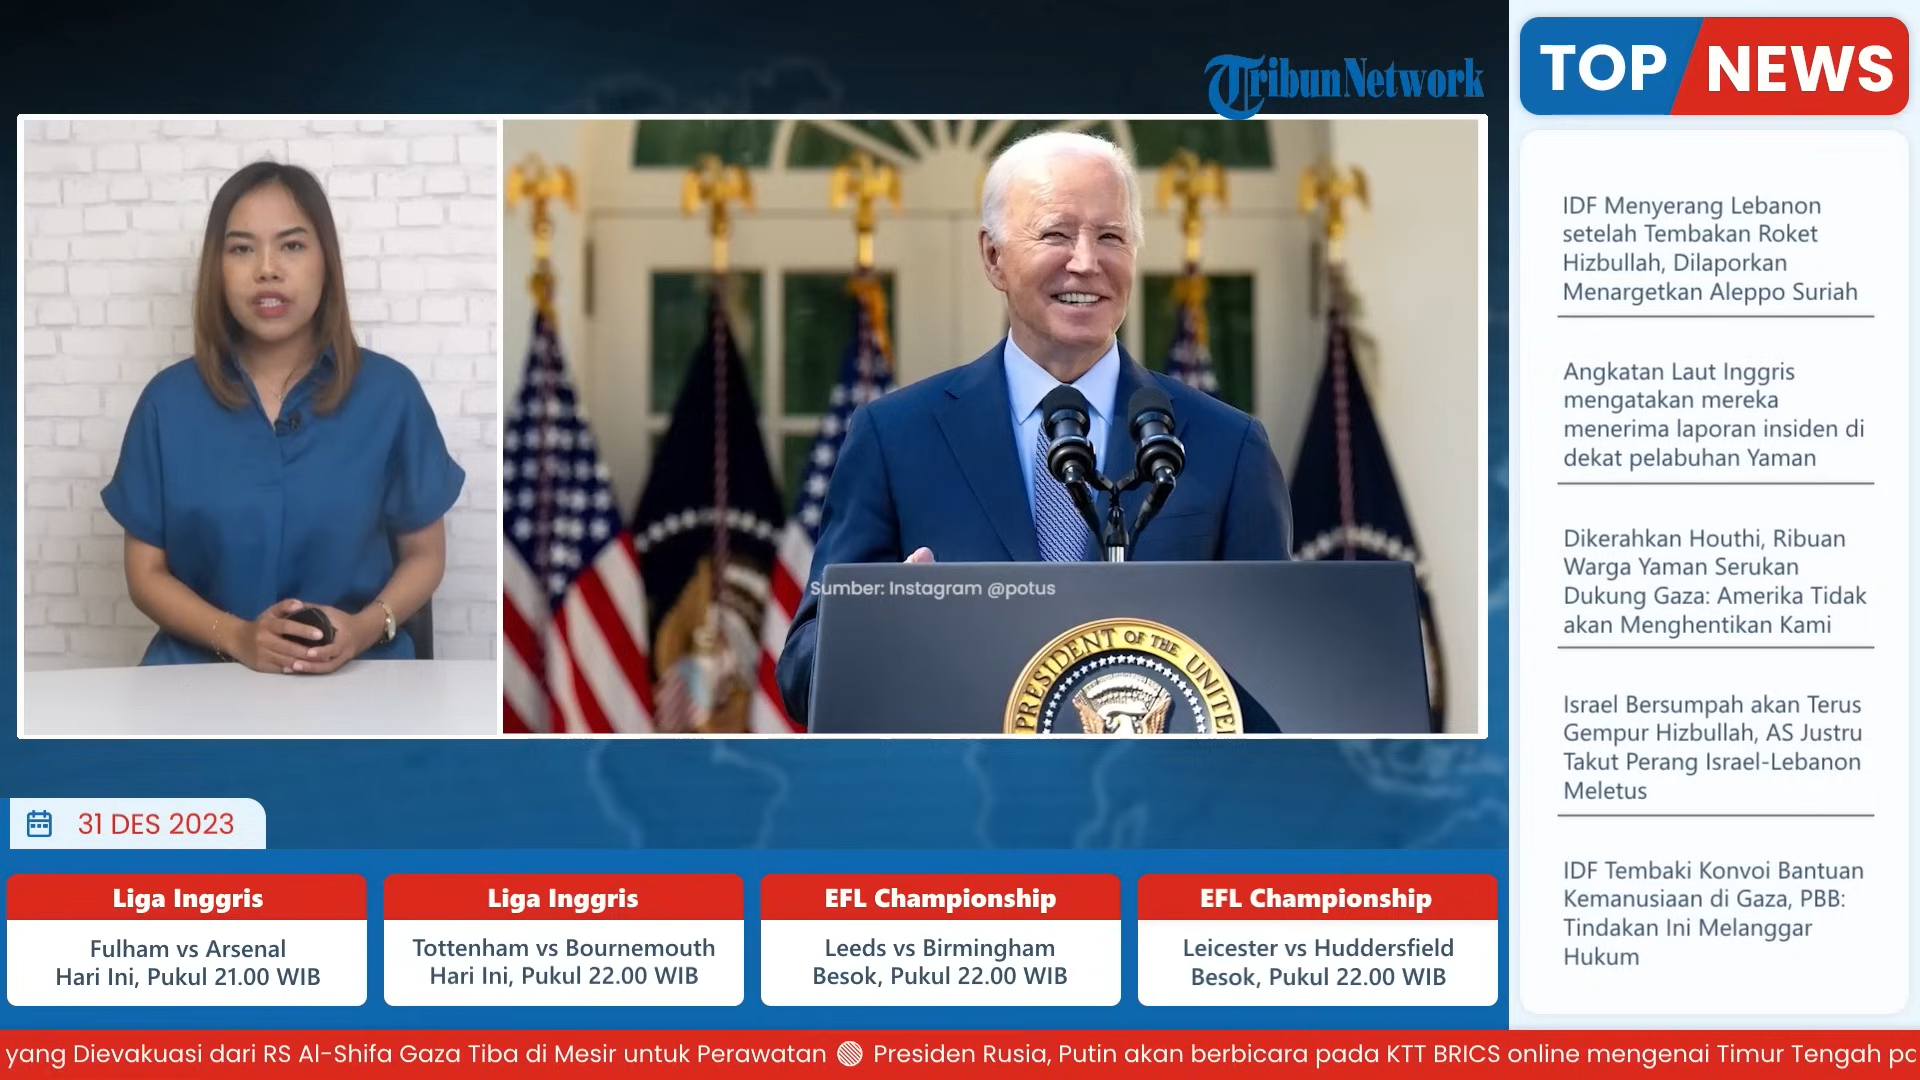 TribunNetwork
TOP NEWS
IDF Menyerang Lebanon
setelah Tembakan Roket
Hizbullah, Dilaporkan
Menargetkan Aleppo Suriah
Angkatan Laut Inggris
mengatakan mereka
menerima laporan insiden di
dekat pelabuhan Yaman
Dikerahkan Houthi, Ribuan
Warga Yaman Serukan
Dukung Gaza: Amerika Tidak
akan Menghentikan Kami
Israel Bersumpah akan Terus
Gempur Hizbullah, AS Justru
Takut Perang Israel-Lebanon
Meletus
IDF Tembaki Konvoi Bantuan
Kemanusiaan di Gaza, PBB:
Tindakan Ini Melanggar
Hukum
Sumber: Instagram @potus
PRESIDENT OF THE UNITED
31 DES 2023
Liga Inggris
Fulham vs Arsenal
Hari Ini, Pukul 21.00 WIB
Liga Inggris
Tottenham vs Bournemouth
Hari Ini, Pukul 22.00 WIB
EFL Championship
Leeds vs Birmingham
Besok, Pukul 22.00 WIB
EFL Championship
Leicester vs Huddersfield
Besok, Pukul 22.00 WIB
yang Dievakuasi dari RS Al-Shifa Gaza Tiba di Mesir untuk Perawatan Presiden Rusia, Putin akan berbicara pada KTT BRICS online mengenai Timur Tengah